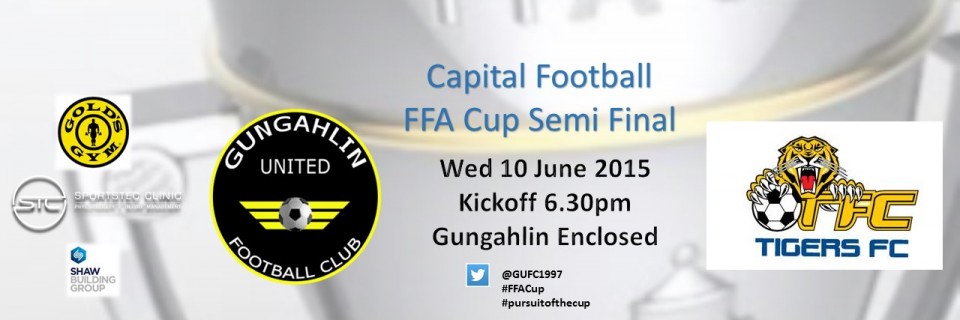 GOLD'S
GYM
STC
SPORTSTEC CLINIC
SHAW
BUILDING
GROUP
GUNGAHLIN
UNITED
FOOTBALL CLUB
Capital Football
FFA Cup Semi Final
Wed 10 June 2015
Kickoff 6.30pm
Gungahlin Enclosed
@GUFC1997
#FFACup
#pursuitofthecup
TFC
TIGERS FC